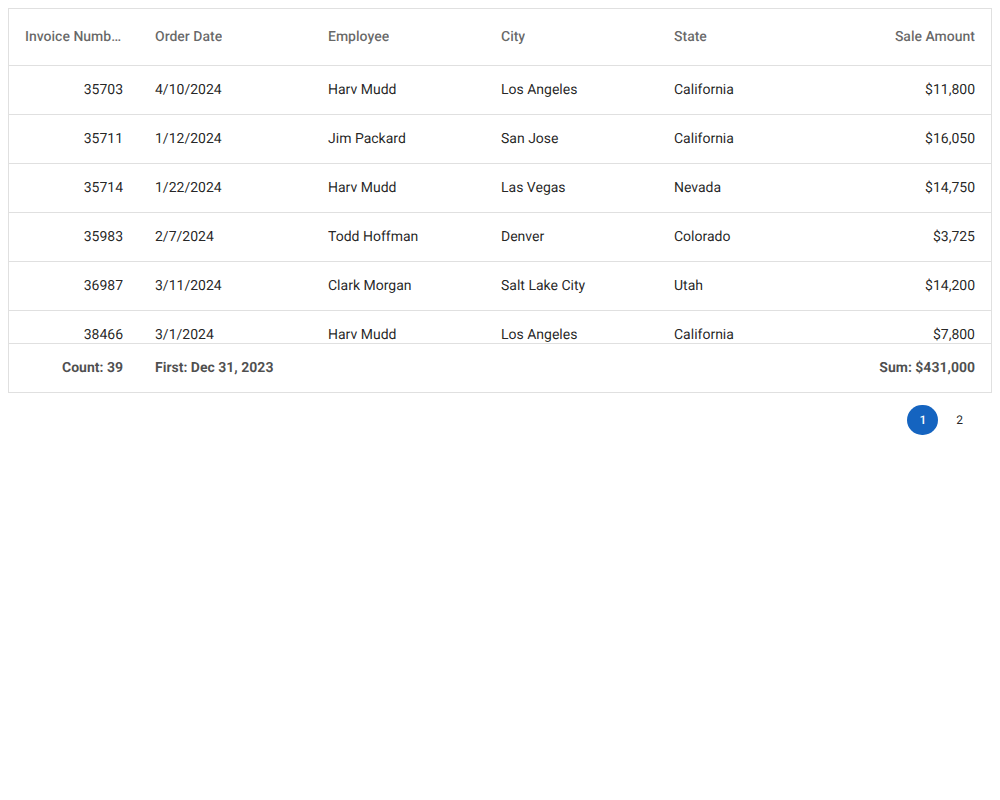 Invoice Numb... Order Date Employee City State Sale Amount
35703 4/10/2024 Harv Mudd Los Angeles California $11,800
35711 1/12/2024 Jim Packard San Jose California $16,050
35714 1/22/2024 Harv Mudd Las Vegas Nevada $14,750
35983 2/7/2024 Todd Hoffman Denver Colorado $3,725
36987 3/11/2024 Clark Morgan Salt Lake City Utah $14,200
38466 3/1/2024 Harv Mudd Los Angeles California $7,800
Count: 39 First: Dec 31, 2023 Sum: $431,000
1 2